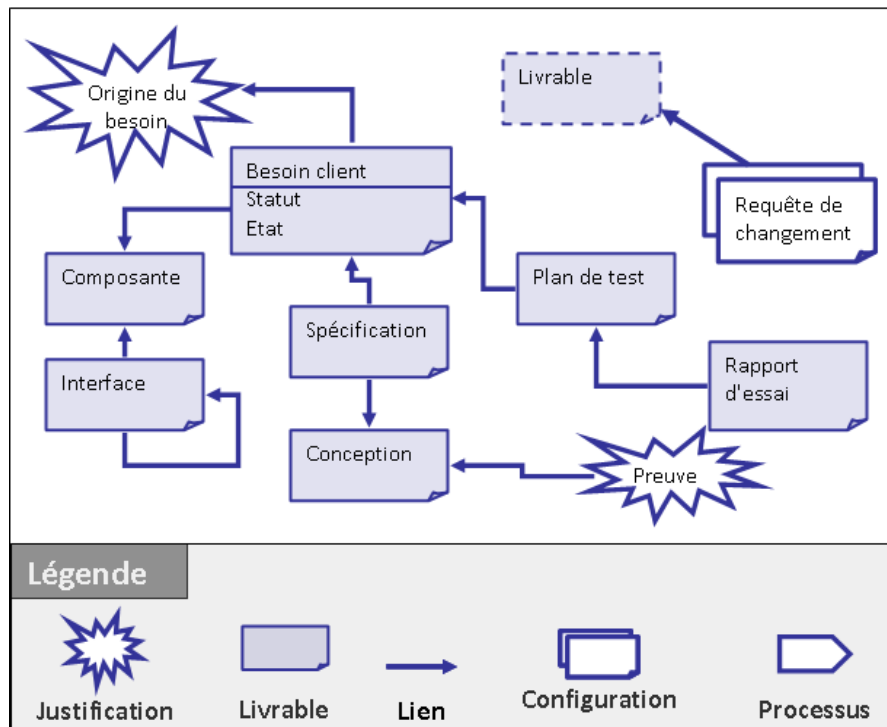 Origine du
besoin
Livrable
Besoin client
Statut
Etat
Requête de
changement
Composante
Plan de test
Spécification
Interface
Rapport
d'essai
Conception
Preuve
Légende
Justification
Livrable
Lien
Configuration
Processus